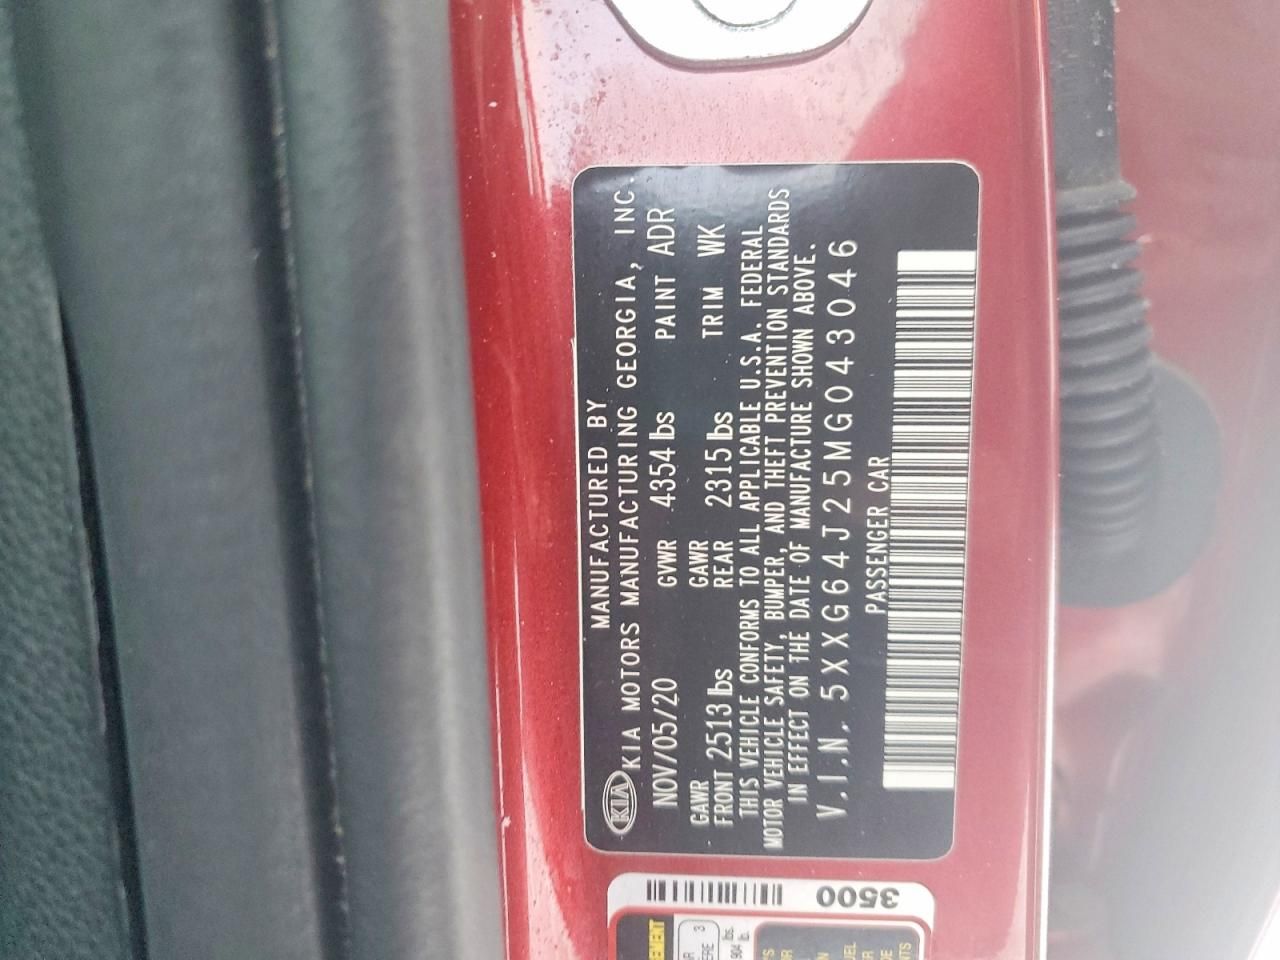 MANUFACTURED BY
KIA KIA MOTORS MANUFACTURING GEORGIA, INC.
NOV/05/20 GVWR 4354 lbs PAINT ADR
GAWR FRONT 2513 lbs GAWR REAR 2315 lbs TRIM WK
THIS VEHICLE CONFORMS TO ALL APPLICABLE U.S.A. FEDERAL
MOTOR VEHICLE SAFETY, BUMPER, AND THEFT PREVENTION STANDARDS
IN EFFECT ON THE DATE OF MANUFACTURE SHOWN ABOVE.
V.I.N. 5XXG64J25MG043046
PASSENGER CAR
3500